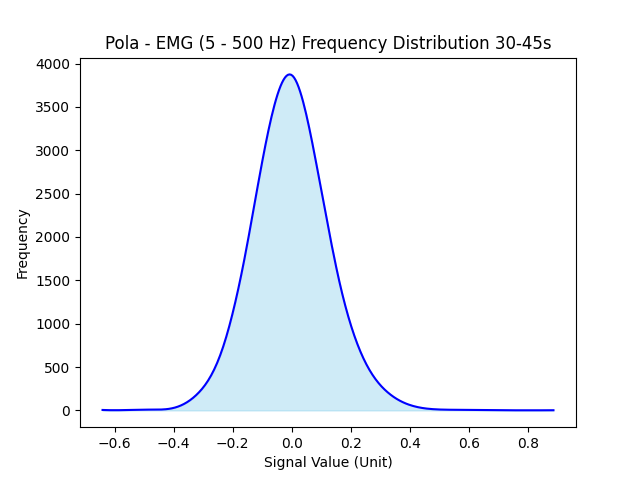 Pola - EMG (5 - 500 Hz) Frequency Distribution 30-45s
4000
3500
3000
2500
2000
1500
1000
500
0
Frequency
−0.6 −0.4 −0.2 0.0 0.2 0.4 0.6 0.8
Signal Value (Unit)